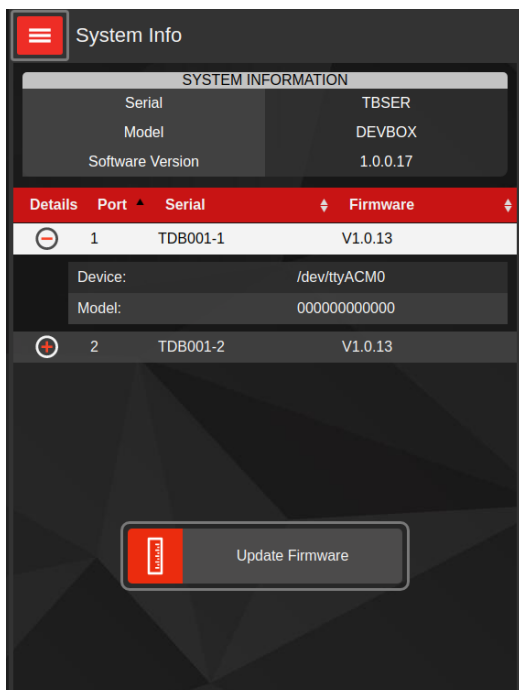 System Info
SYSTEM INFORMATION
Serial TBSER
Model DEVBOX
Software Version 1.0.0.17
Details Port Serial Firmware
1 TDB001-1 V1.0.13
Device: /dev/ttyACM0
Model: 000000000000
2 TDB001-2 V1.0.13
Update Firmware